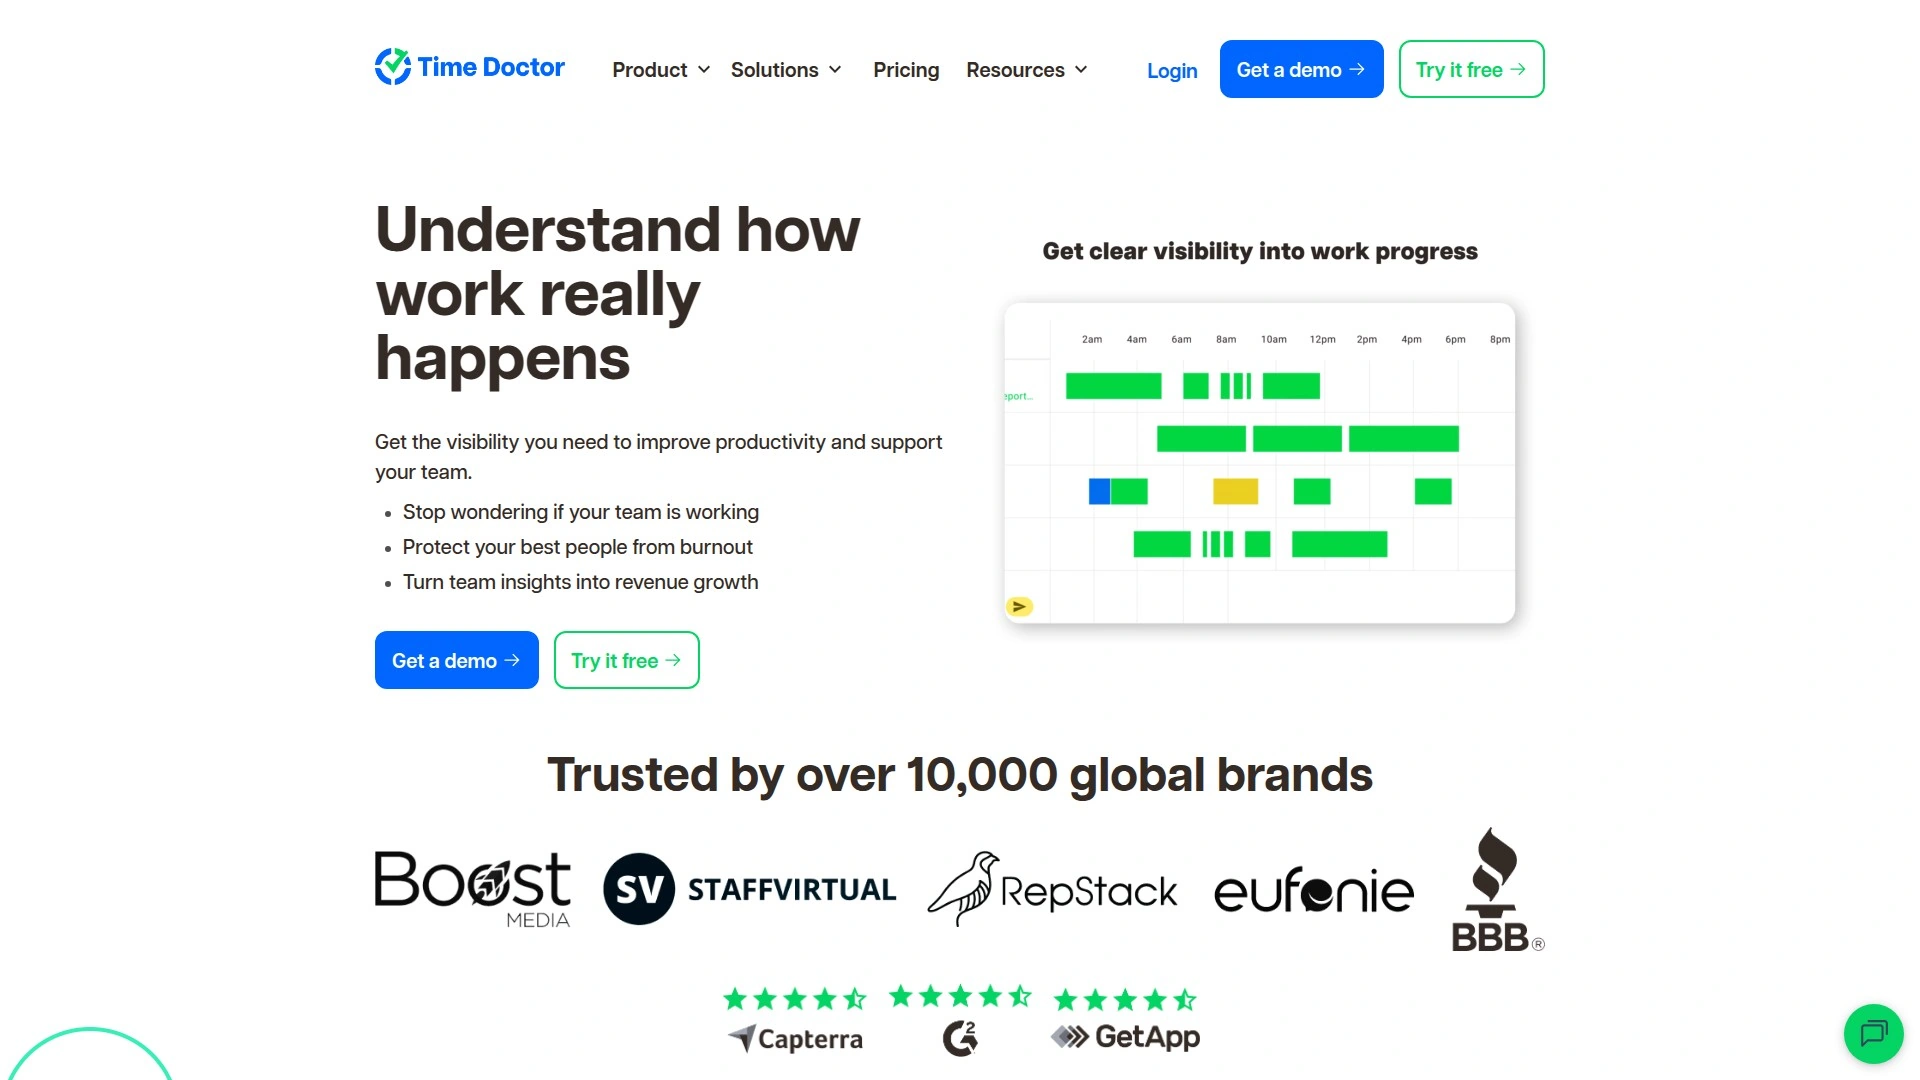 Time Doctor
Product
Solutions
Pricing
Resources
Login
Get a demo
Try it free
Understand how
work really
happens
Get the visibility you need to improve productivity and support
your team.
Stop wondering if your team is working
Protect your best people from burnout
Turn team insights into revenue growth
Get a demo
Try it free
Get clear visibility into work progress
2am 4am 6am 8am 10am 12pm 2pm 4pm 6pm 8pm
eport...
Trusted by over 10,000 global brands
Boost
MEDIA
SV STAFFVIRTUAL
RepStack
eufonie
BBB®
Capterra
G2
GetApp